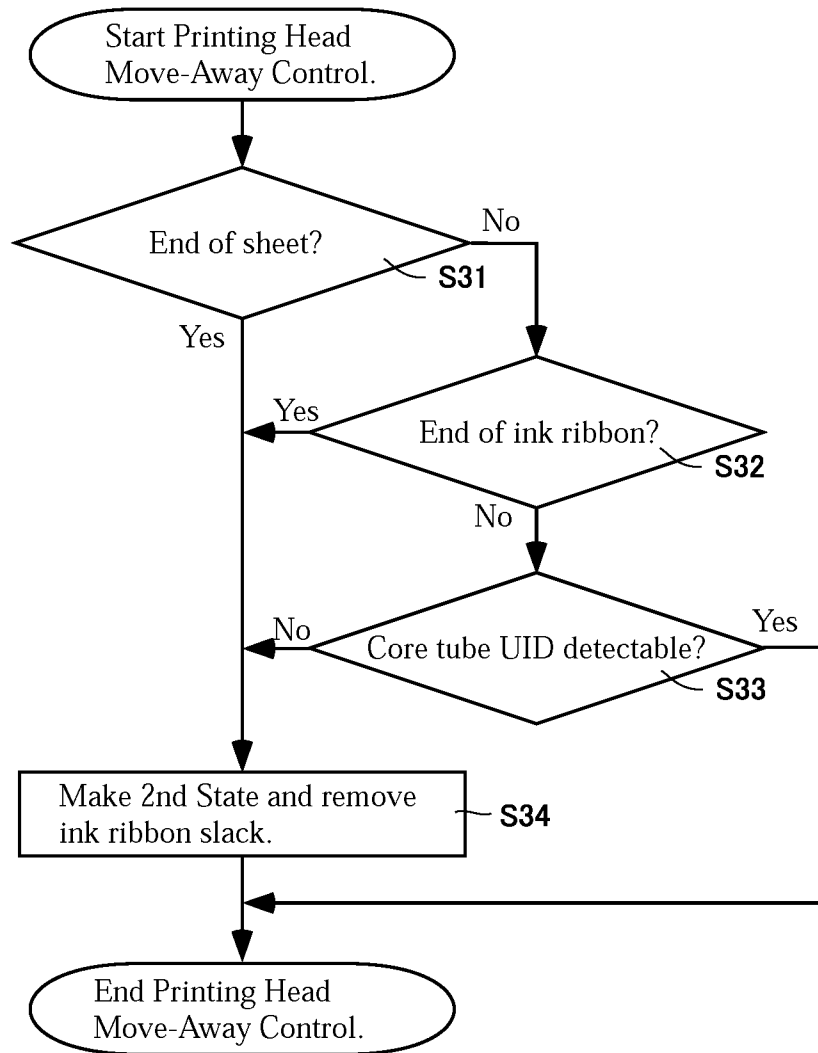 Start Printing Head
Move-Away Control.
End of sheet?
S31
No
Yes
End of ink ribbon?
S32
Yes
No
Core tube UID detectable?
S33
No
Yes
Make 2nd State and remove
ink ribbon slack.
S34
End Printing Head
Move-Away Control.